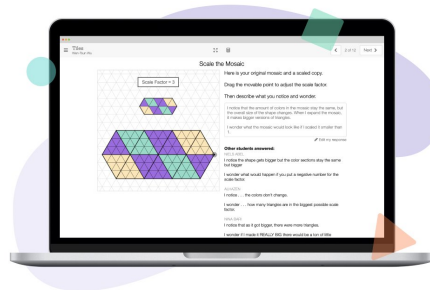 Tiles
2 of 10
Next
Scale the Mosaic
Scale Factor = 3
Here is your original mosaic and a scaled copy.
Drag the movable point to adjust the scale factor.
Then describe what you notice and wonder.
I notice that the amount of colors in the mosaic stay the same, but
the overall size of the shape changes. When I expand the mosaic,
it makes bigger versions of triangles.
I wonder what the mosaic would look like if I scaled it smaller than
1.
Edit my response
Other students answered:
I notice the shape gets bigger but the color sections stay the same
but bigger
I wonder what would happen if you put a negative number for the
scale factor.
I notice . . . the colors don't change.
I wonder . . . how many triangles are in the biggest possible scale
factor.
I notice that as it got bigger, there were more triangles.
I wonder if I made it REALLY BIG there would be a ton of little